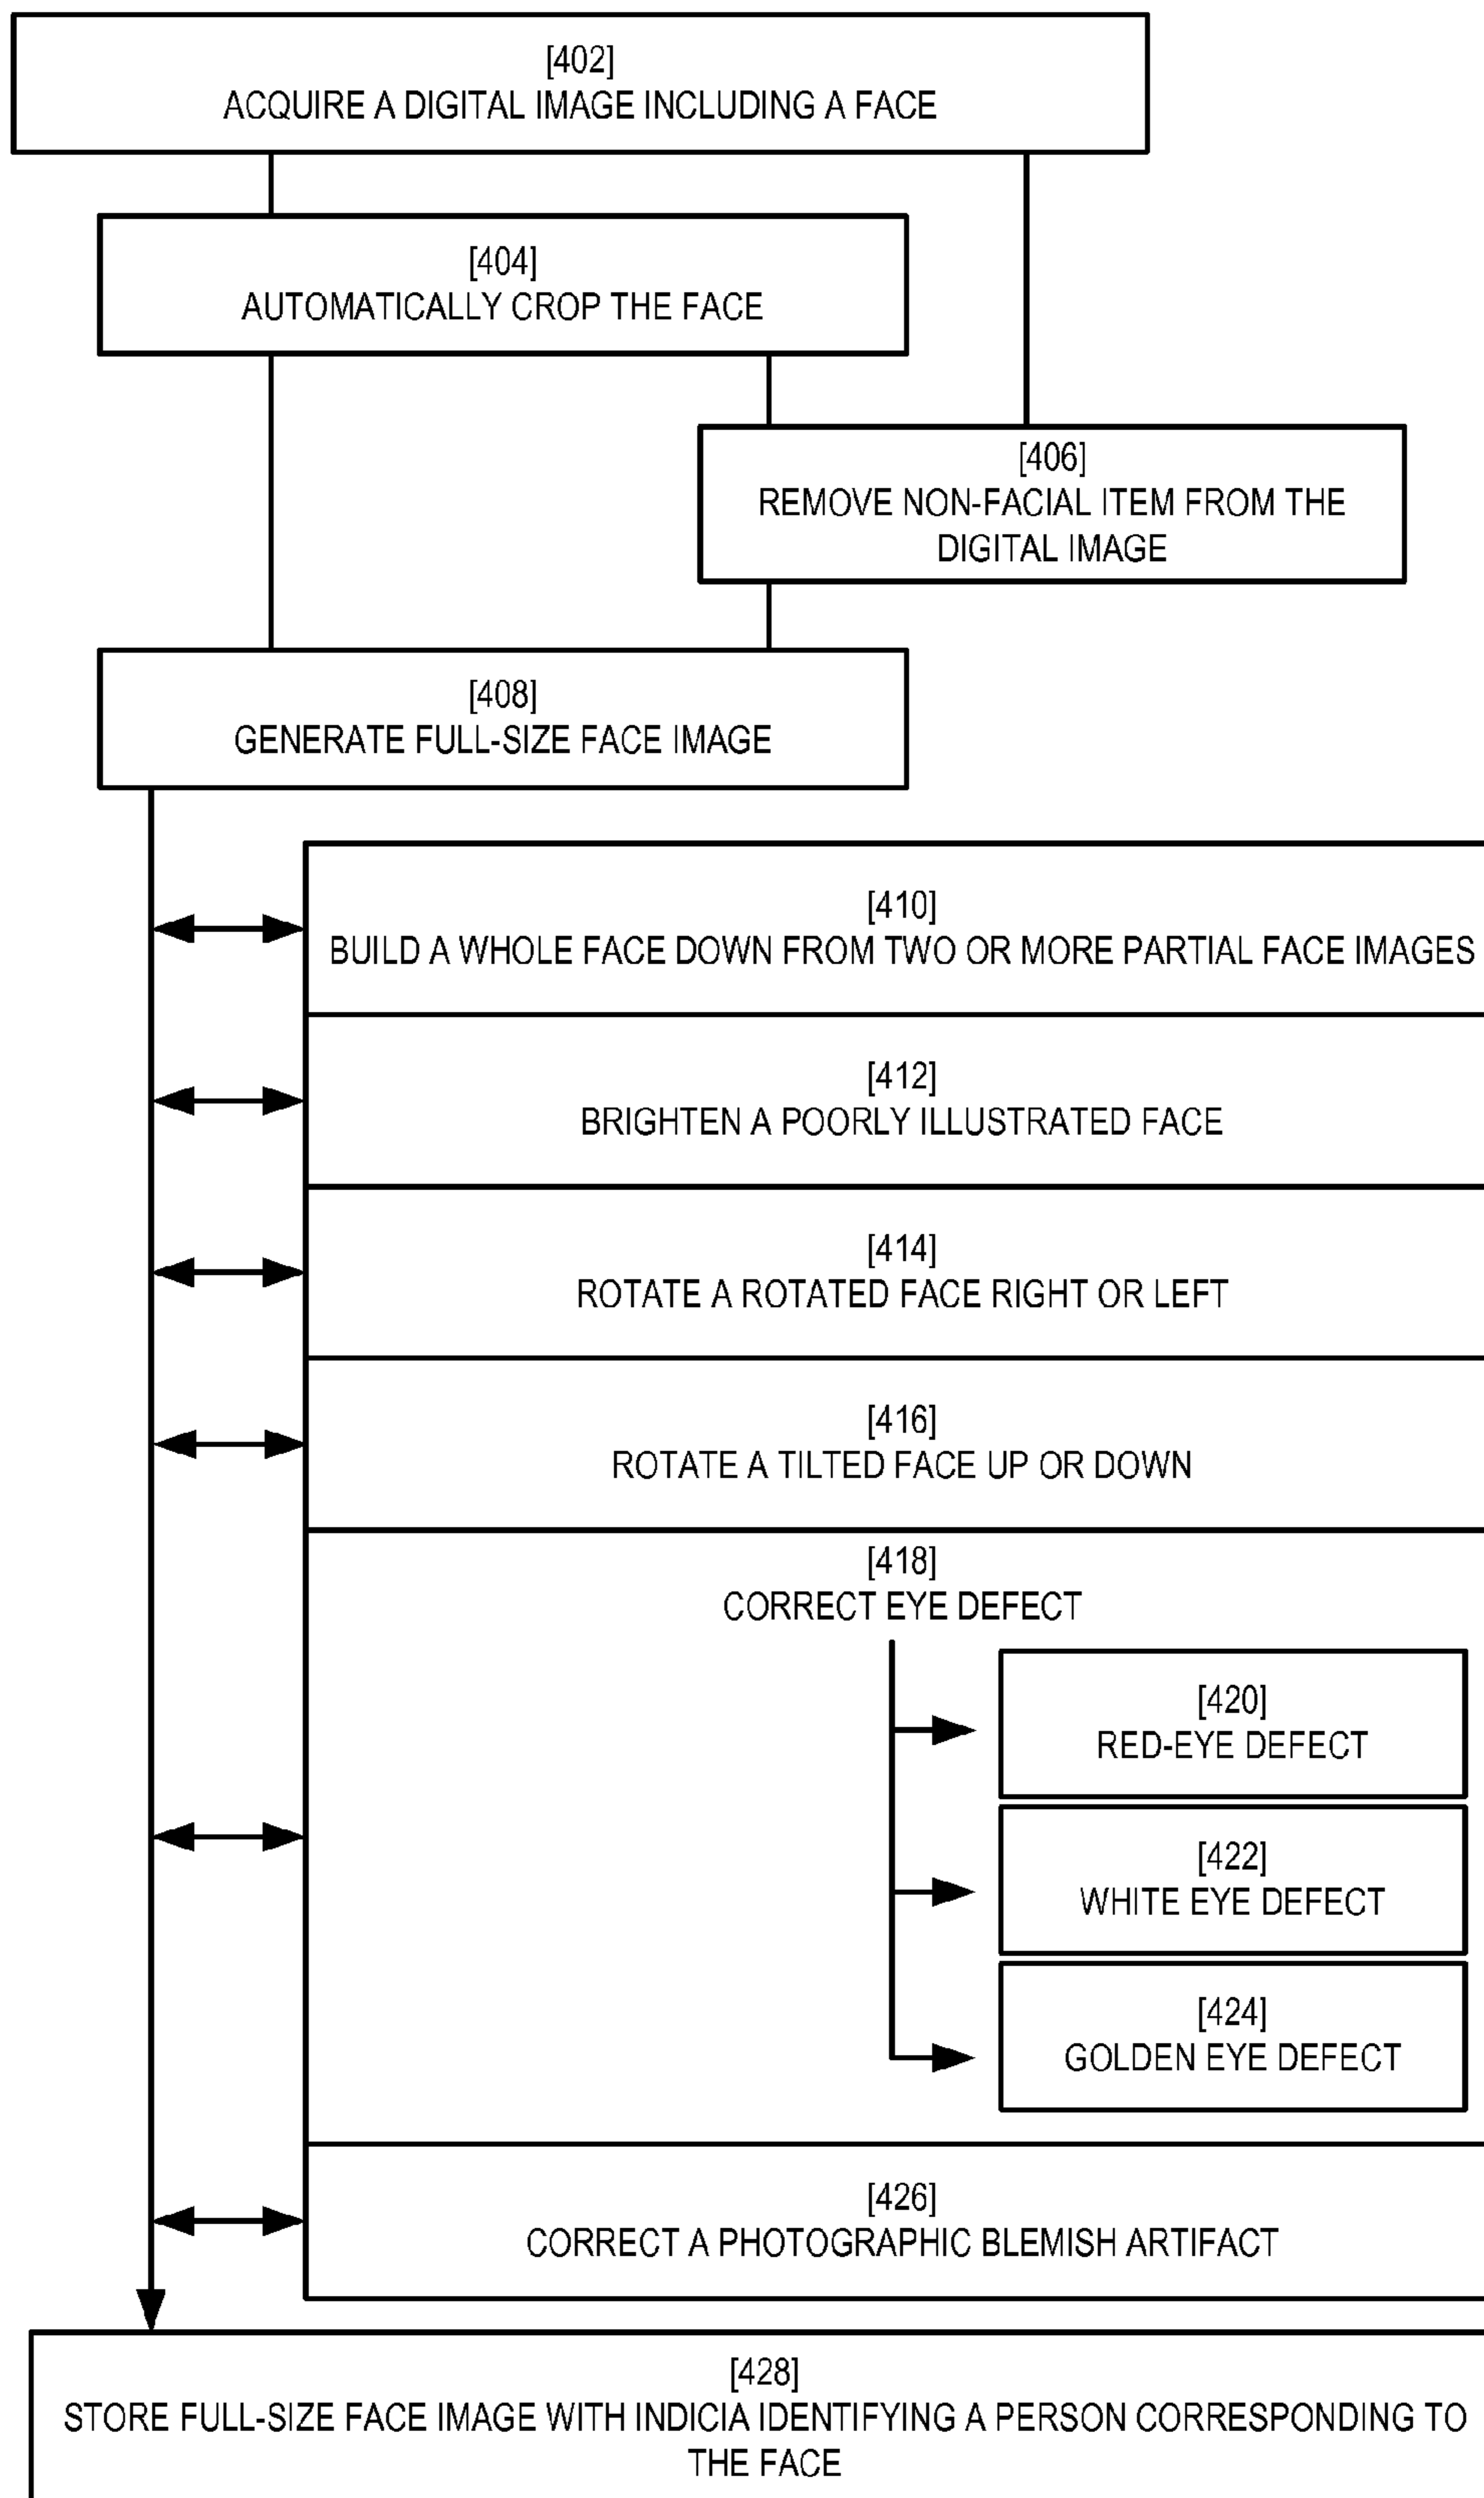 [402]
ACQUIRE A DIGITAL IMAGE INCLUDING A FACE
[404]
AUTOMATICALLY CROP THE FACE
[406]
REMOVE NON-FACIAL ITEM FROM THE
DIGITAL IMAGE
[408]
GENERATE FULL-SIZE FACE IMAGE
[410]
BUILD A WHOLE FACE DOWN FROM TWO OR MORE PARTIAL FACE IMAGES
[412]
BRIGHTEN A POORLY ILLUSTRATED FACE
[414]
ROTATE A ROTATED FACE RIGHT OR LEFT
[416]
ROTATE A TILTED FACE UP OR DOWN
[418]
CORRECT EYE DEFECT
[420]
RED-EYE DEFECT
[422]
WHITE EYE DEFECT
[424]
GOLDEN EYE DEFECT
[426]
CORRECT A PHOTOGRAPHIC BLEMISH ARTIFACT
[428]
STORE FULL-SIZE FACE IMAGE WITH INDICIA IDENTIFYING A PERSON CORRESPONDING TO
THE FACE